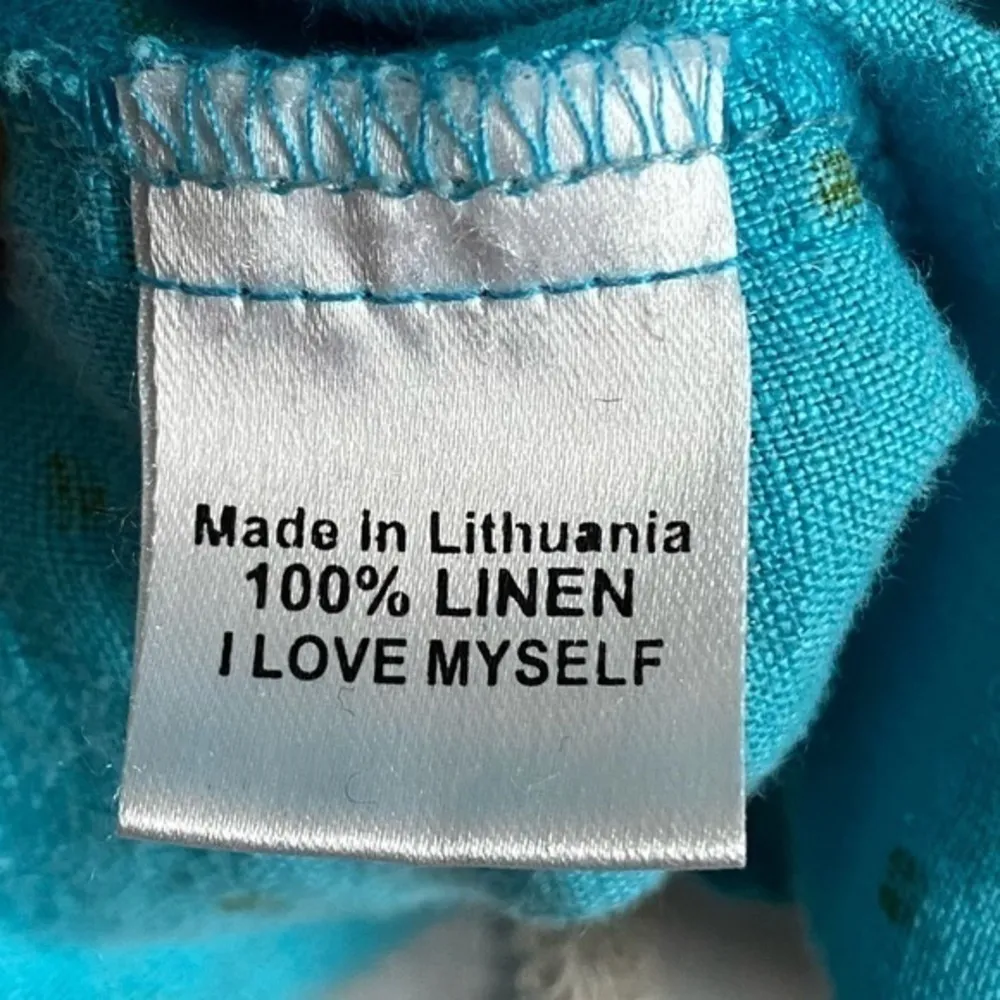 Made In Lithuania
100% LINEN
I LOVE MYSELF